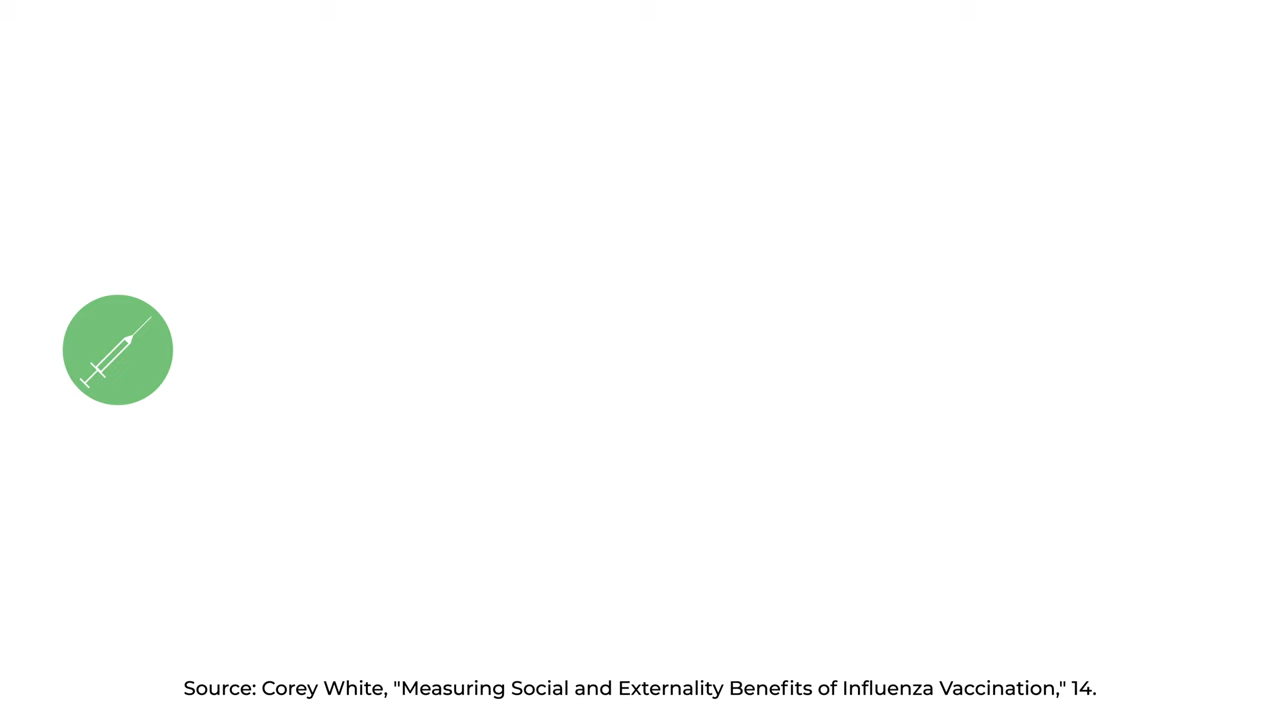 Source: Corey White, "Measuring Social and Externality Benefits of Influenza Vaccination," 14.